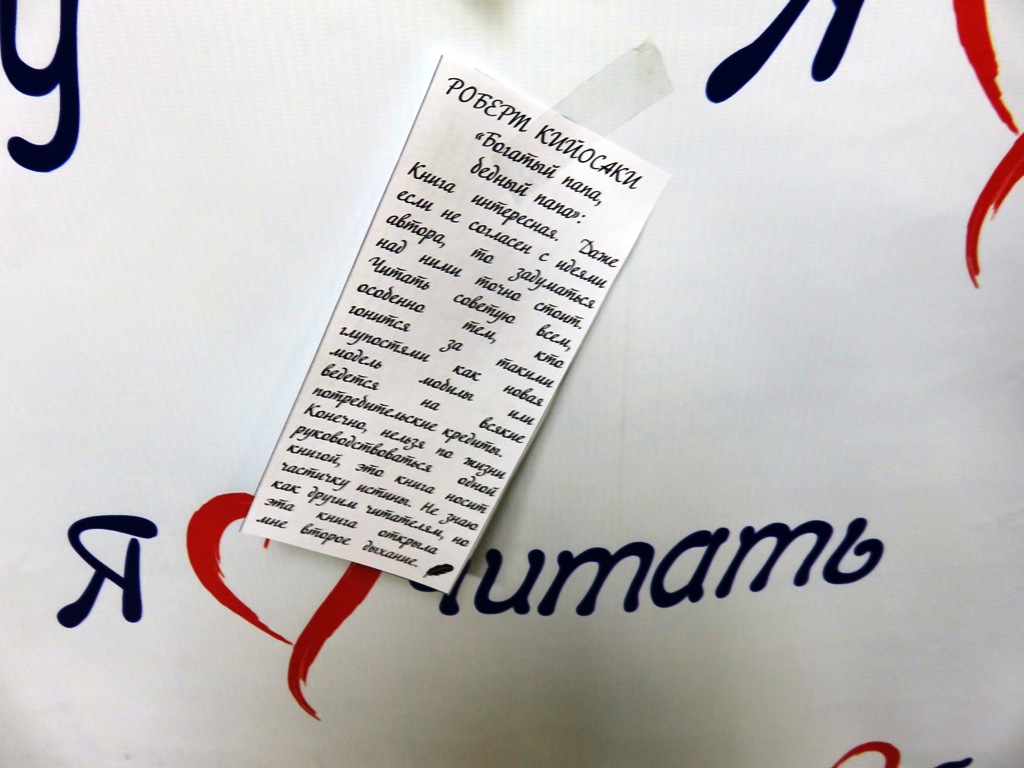 У
Я
РОБЕРТ КИЙОСАКИ
«Богатый папа,
бедный папа»:
Книга интересная. Даже
если не согласен с идеями
автора, то задуматься
над ними точно стоит.
Читать советую всем,
особенно тем, кто
гонится за такими
глупостями как новая
модель мобилы или
ведется на всякие
потребительские кредиты.
Конечно, нельзя по жизни
руководствоваться одной
книгой, это книга носит
частичку истины. Не знаю
как другим читателям, но
эта книга открыла
мне второе дыхание.
Я читать